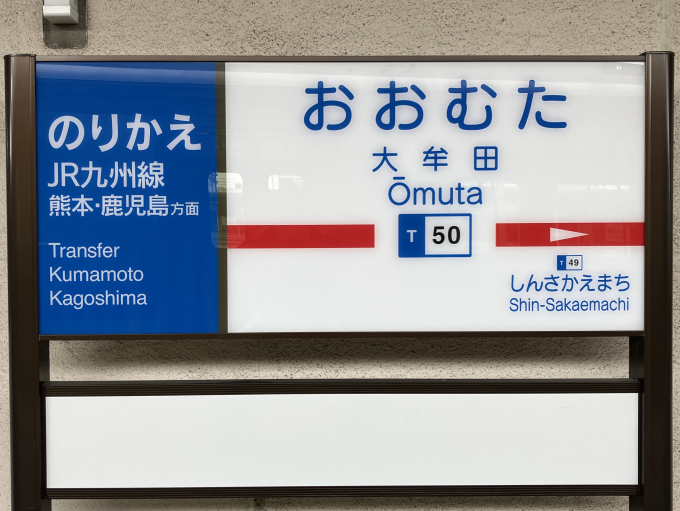 のりかえ
JR九州線
熊本・鹿児島方面
Transfer
Kumamoto
Kagoshima
おおむた
大牟田
Ōmuta
T 50
T 49
しんさかえまち
Shin-Sakaemachi